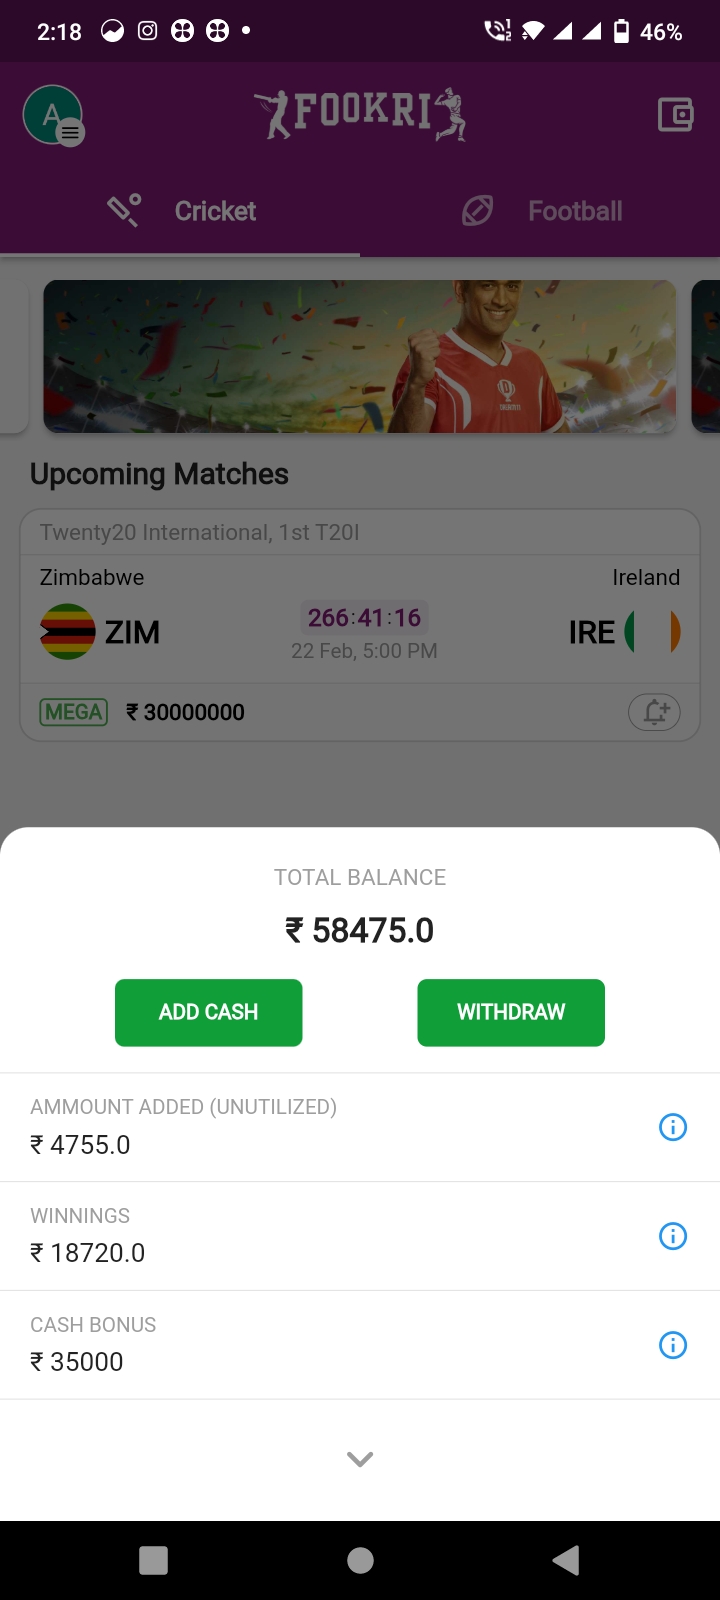 2:18
46%
A
FOOKRI
Cricket
Football
Upcoming Matches
Twenty20 International, 1st T20I
Zimbabwe
Ireland
ZIM
266:41:16
IRE
22 Feb, 5:00 PM
MEGA
₹ 30000000
TOTAL BALANCE
₹ 58475.0
ADD CASH
WITHDRAW
AMMOUNT ADDED (UNUTILIZED)
₹ 4755.0
WINNINGS
₹ 18720.0
CASH BONUS
₹ 35000